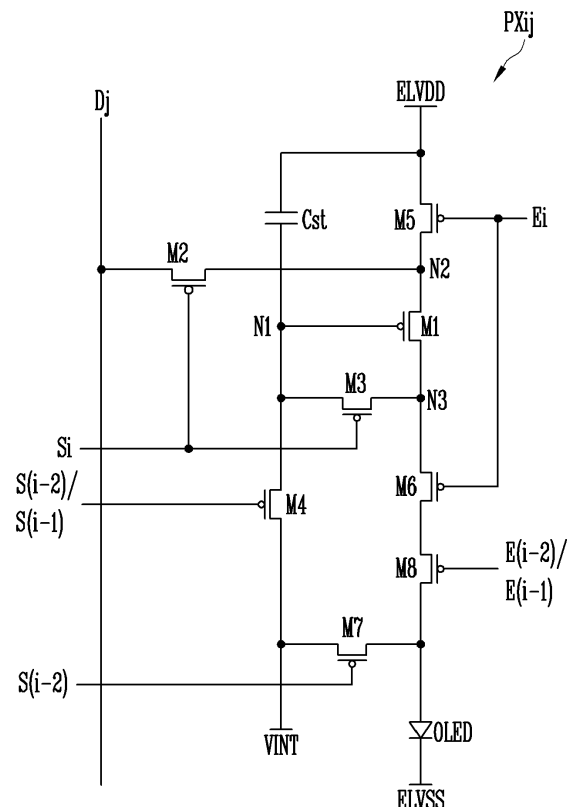 PXij
Dj
ELVDD
Cst
M5
Ei
M2
N2
N1
M1
M3
N3
Si
S(i-2)/
S(i-1)
M4
M6
M8
E(i-2)/
E(i-1)
M7
S(i-2)
VINT
OLED
ELVSS